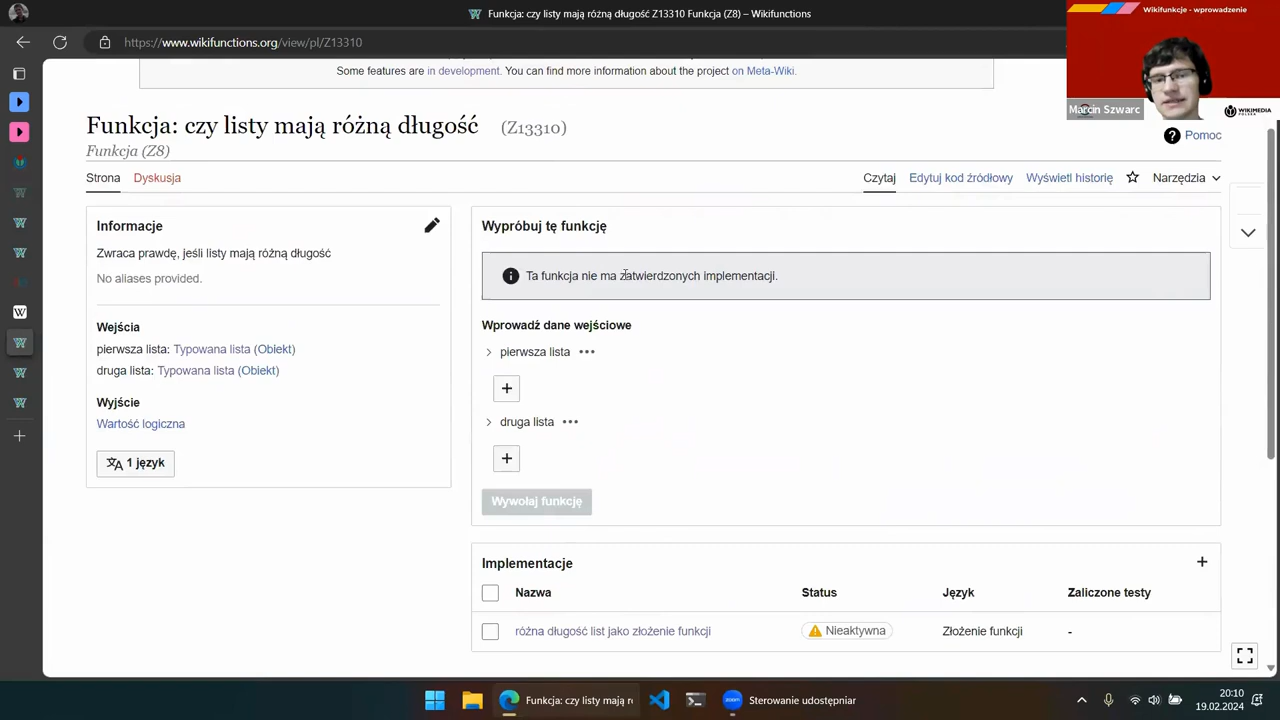 Funkcja: czy listy mają różną długość Z13310 Funkcja (Z8) – Wikifunctions
https://www.wikifunctions.org/view/pl/Z13310
Wikifunkcje - wprowadzenie
Marcin Szwarc
WIKIMEDIA
POLSKA
Some features are in development. You can find more information about the project on Meta-Wiki.
Funkcja: czy listy mają różną długość (Z13310)
Funkcja (Z8)
Pomoc
Strona Dyskusja Czytaj Edytuj kod źródłowy Wyświetl historię Narzędzia
Informacje
Zwraca prawdę, jeśli listy mają różną długość
No aliases provided.
Wejścia
pierwsza lista: Typowana lista (Obiekt)
druga lista: Typowana lista (Obiekt)
Wyjście
Wartość logiczna
1 język
Wypróbuj tę funkcję
Ta funkcja nie ma zatwierdzonych implementacji.
Wprowadź dane wejściowe
pierwsza lista
druga lista
Wywołaj funkcję
Implementacje
Nazwa Status Język Zaliczone testy
różna długość list jako złożenie funkcji Nieaktywna Złożenie funkcji -
Funkcja: czy listy mają ró
Sterowanie udostępniar
20:10
19.02.2024